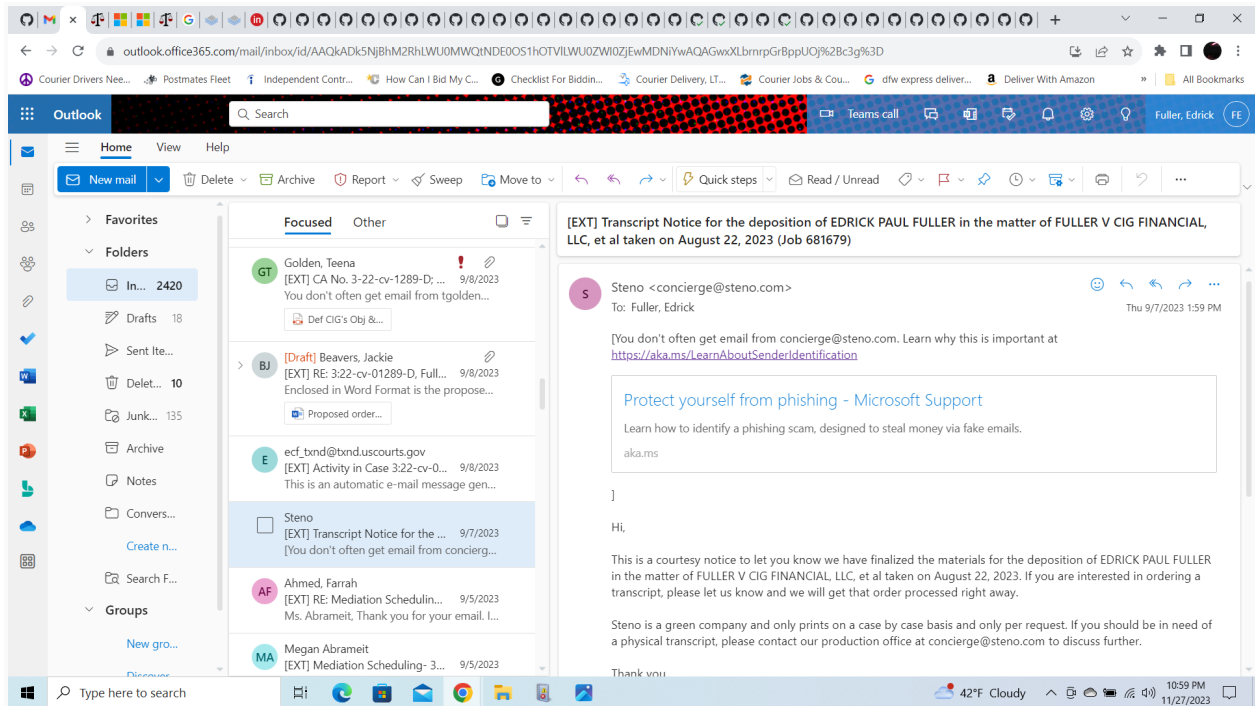 outlook.office365.com/mail/inbox/id/AAQkADk5NjBhM2RhLWU0MWQtNDE0OS1hOTVlLWU0ZWI0ZjEwMDNiYwAQAGwxXLbrnrpGrBppUOj%2Bc3g%3D
Courier Drivers Nee... Postmates Fleet Independent Contr... How Can I Bid My C... Checklist For Biddin... Courier Delivery, LT... Courier Jobs & Cou... dfw express deliver... Deliver With Amazon » All Bookmarks
Outlook Search Teams call Fuller, Edrick FE
Home View Help
New mail Delete Archive Report Sweep Move to Quick steps Read / Unread
Favorites
Folders
In... 2420
Drafts 18
Sent Ite...
Delet... 10
Junk... 135
Archive
Notes
Convers...
Create n...
Search F...
Groups
New gro...
Discover
Focused Other
GT
Golden, Teena
[EXT] CA No. 3-22-cv-1289-D; ... 9/8/2023
You don't often get email from tgolden...
Def CIG's Obj &...
BJ
[Draft] Beavers, Jackie
[EXT] RE: 3:22-cv-01289-D, Full... 9/8/2023
Enclosed in Word Format is the propose...
Proposed order...
E
ecf_txnd@txnd.uscourts.gov
[EXT] Activity in Case 3:22-cv-0... 9/8/2023
This is an automatic e-mail message gen...
Steno
[EXT] Transcript Notice for the ... 9/7/2023
[You don't often get email from concierg...
AF
Ahmed, Farrah
[EXT] RE: Mediation Schedulin... 9/5/2023
Ms. Abrameit, Thank you for your email. I...
MA
Megan Abrameit
[EXT] Mediation Scheduling- 3... 9/5/2023
[EXT] Transcript Notice for the deposition of EDRICK PAUL FULLER in the matter of FULLER V CIG FINANCIAL,
LLC, et al taken on August 22, 2023 (Job 681679)
S
Steno <concierge@steno.com>
To: Fuller, Edrick
Thu 9/7/2023 1:59 PM
[You don't often get email from concierge@steno.com. Learn why this is important at
https://aka.ms/LearnAboutSenderIdentification
Protect yourself from phishing - Microsoft Support
Learn how to identify a phishing scam, designed to steal money via fake emails.
aka.ms
]
Hi,
This is a courtesy notice to let you know we have finalized the materials for the deposition of EDRICK PAUL FULLER
in the matter of FULLER V CIG FINANCIAL, LLC, et al taken on August 22, 2023. If you are interested in ordering a
transcript, please let us know and we will get that order processed right away.
Steno is a green company and only prints on a case by case basis and only per request. If you should be in need of
a physical transcript, please contact our production office at concierge@steno.com to discuss further.
Thank you
Type here to search
42°F Cloudy
10:59 PM
11/27/2023